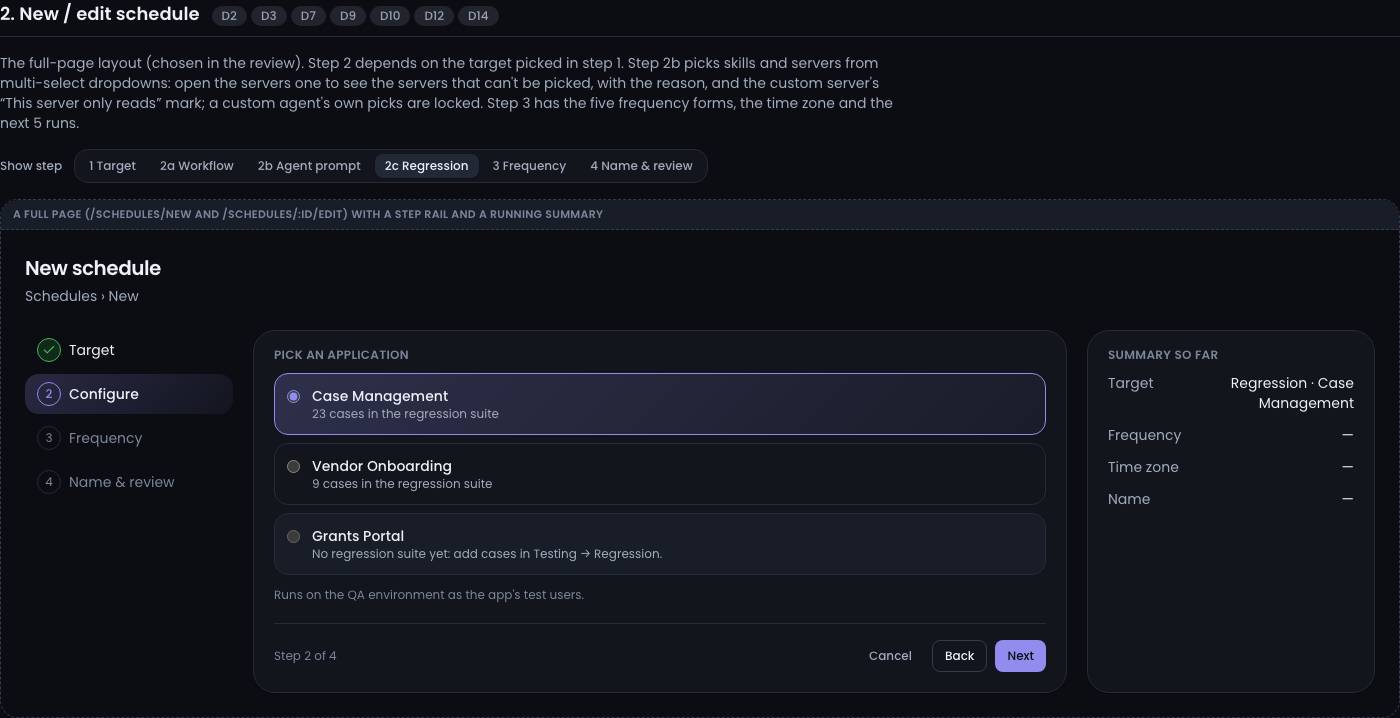 2. New / edit schedule D2 D3 D7 D9 D10 D12 D14
The full-page layout (chosen in the review). Step 2 depends on the target picked in step 1. Step 2b picks skills and servers from
multi-select dropdowns: open the servers one to see the servers that can't be picked, with the reason, and the custom server's
“This server only reads” mark; a custom agent's own picks are locked. Step 3 has the five frequency forms, the time zone and the
next 5 runs.
Show step 1 Target 2a Workflow 2b Agent prompt 2c Regression 3 Frequency 4 Name & review
A FULL PAGE (/SCHEDULES/NEW AND /SCHEDULES/:ID/EDIT) WITH A STEP RAIL AND A RUNNING SUMMARY
New schedule
Schedules › New
Target
2 Configure
3 Frequency
4 Name & review
PICK AN APPLICATION
Case Management
23 cases in the regression suite
Vendor Onboarding
9 cases in the regression suite
Grants Portal
No regression suite yet: add cases in Testing → Regression.
Runs on the QA environment as the app's test users.
Step 2 of 4 Cancel Back Next
SUMMARY SO FAR
Target Regression · Case
Management
Frequency —
Time zone —
Name —